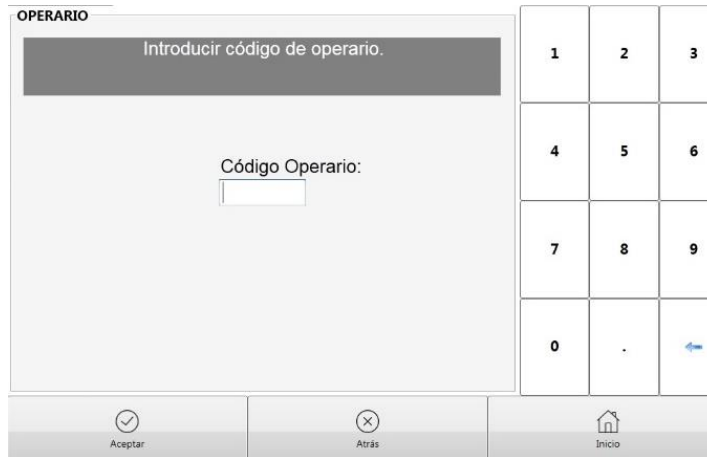 OPERARIO
Introducir código de operario.
Código Operario:
1 2 3
4 5 6
7 8 9
0 .
Aceptar Atrás Inicio